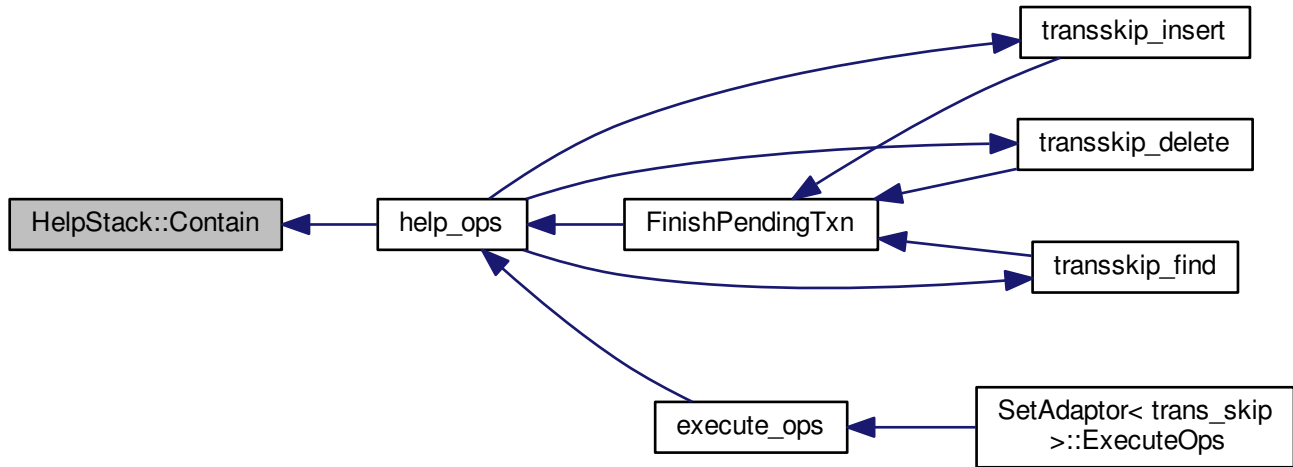 transskip_insert
transskip_delete
HelpStack::Contain
help_ops
FinishPendingTxn
transskip_find
execute_ops
SetAdaptor< trans_skip
>::ExecuteOps